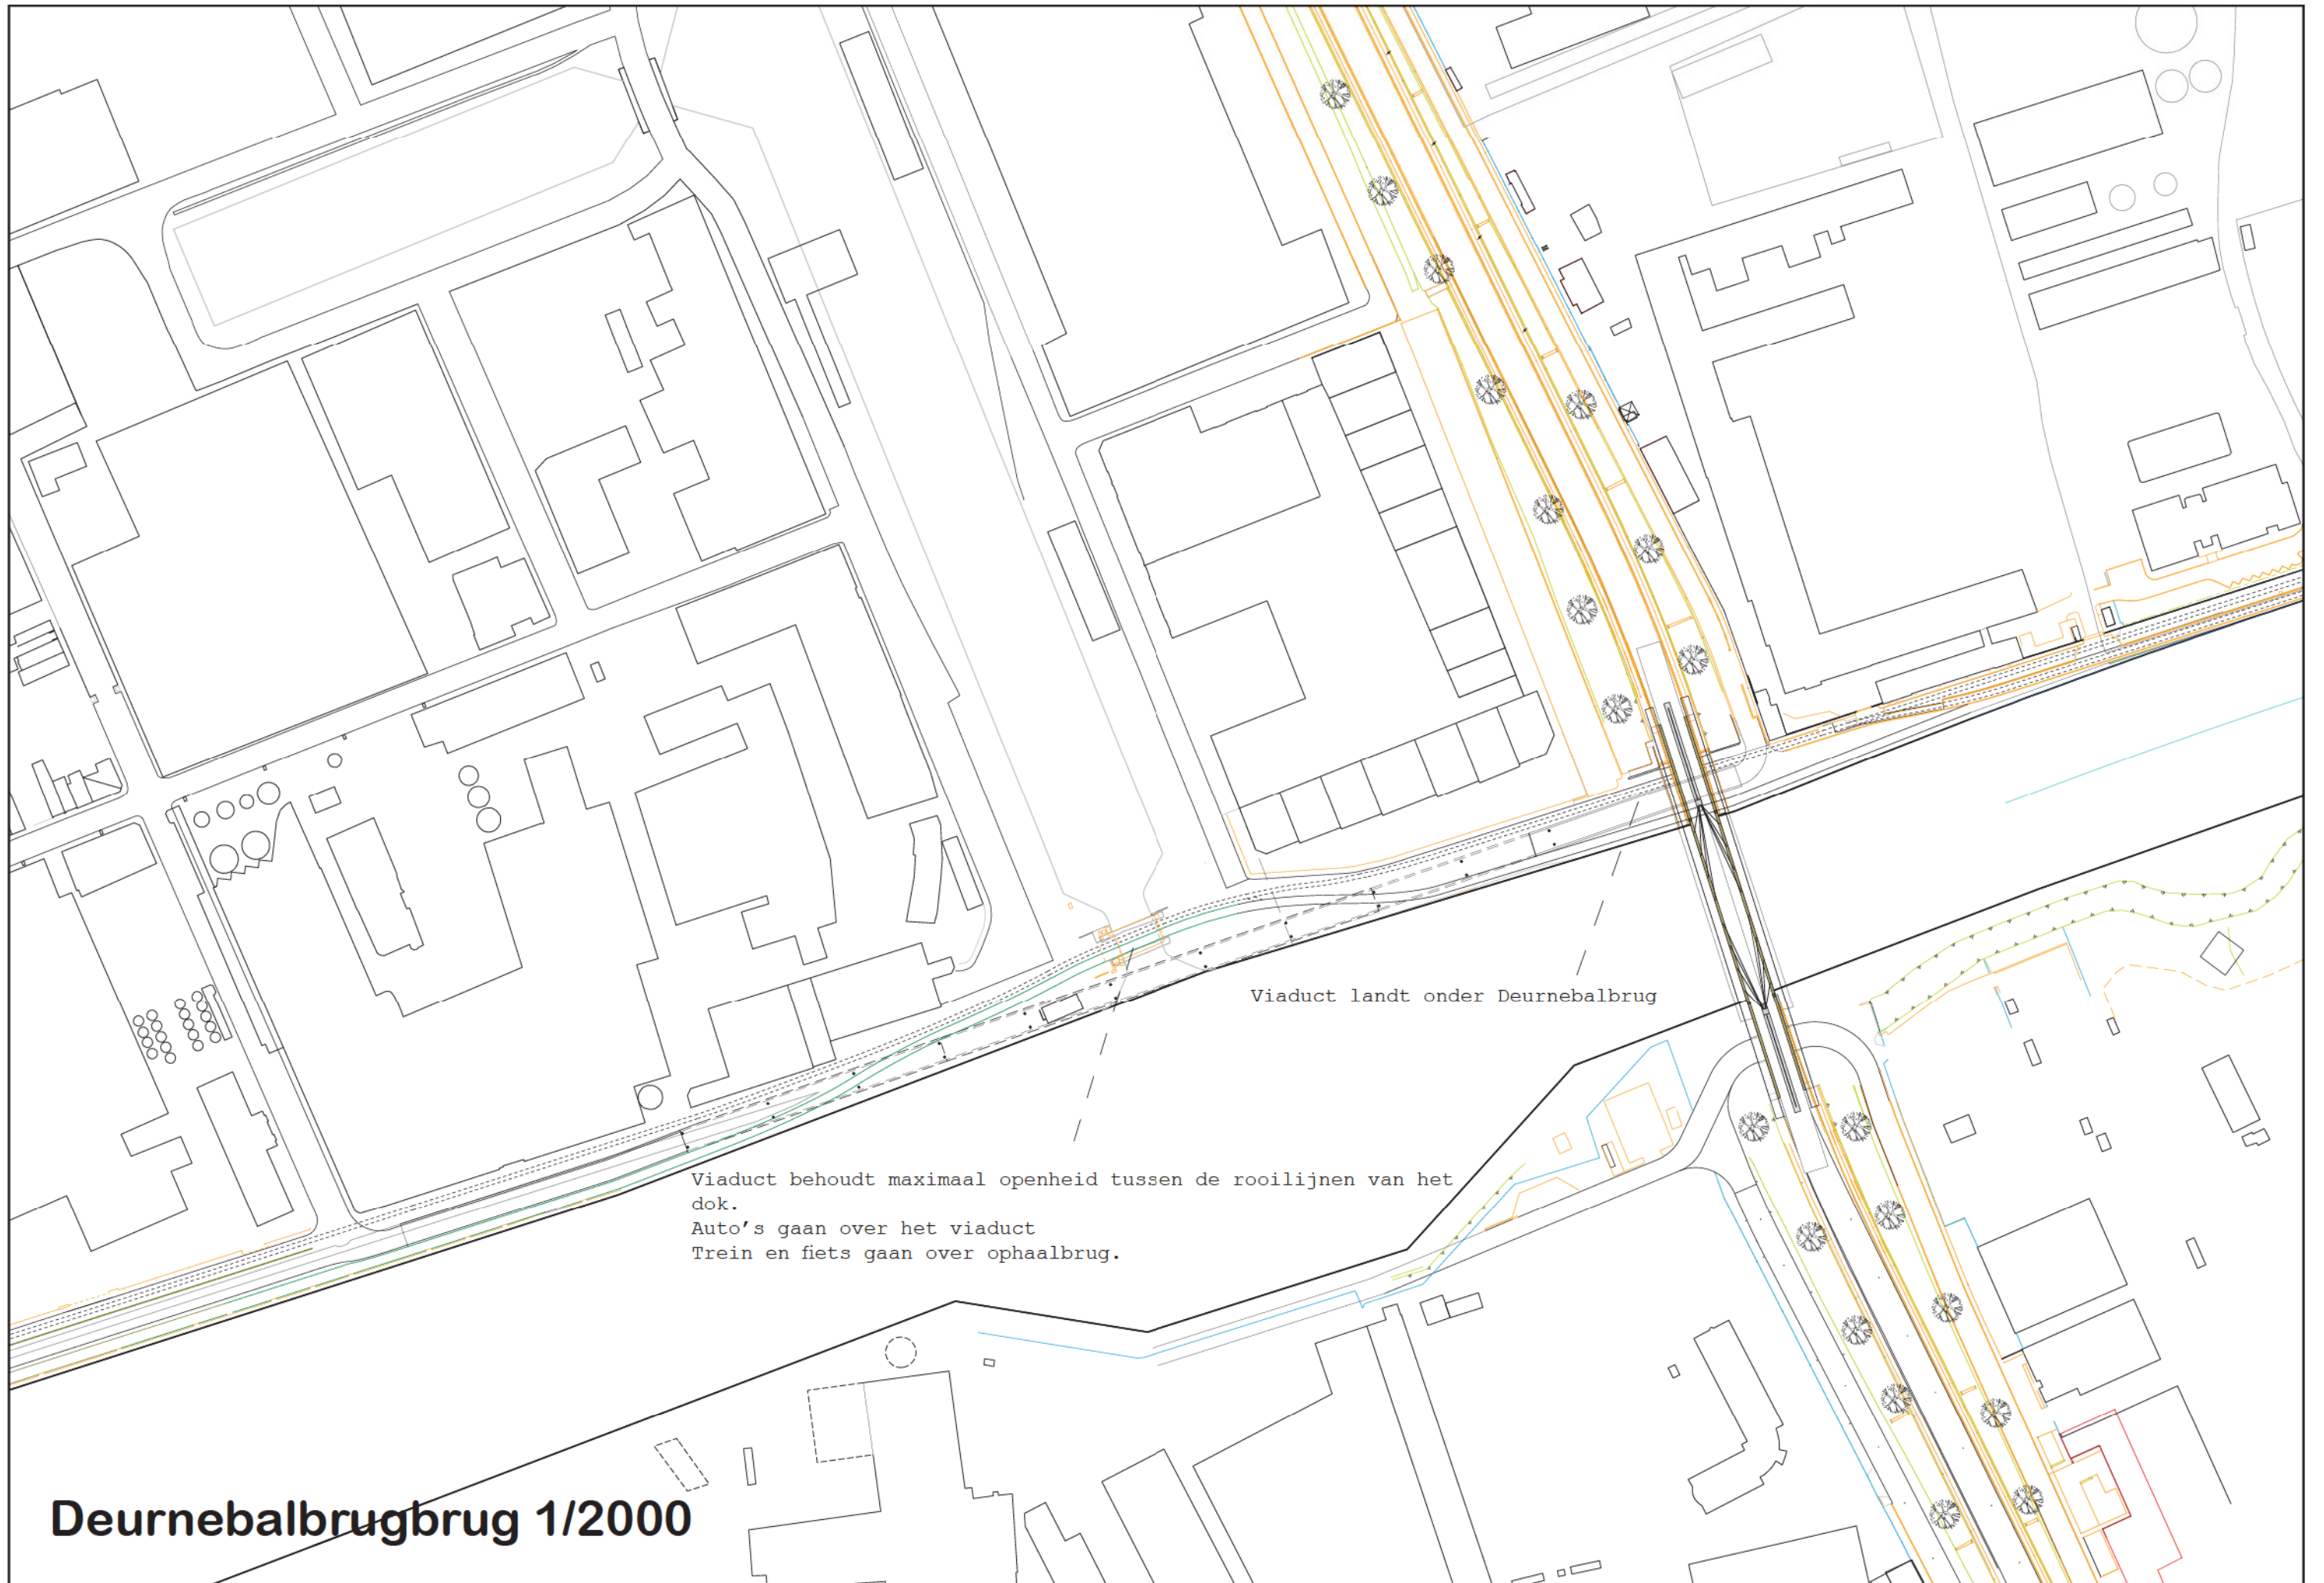 Viaduct landt onder Deurnebalbrug
Viaduct behoudt maximaal openheid tussen de rooilijnen van het
dok.
Auto's gaan over het viaduct
Trein en fiets gaan over ophaalbrug.
Deurnebalbrugbrug 1/2000